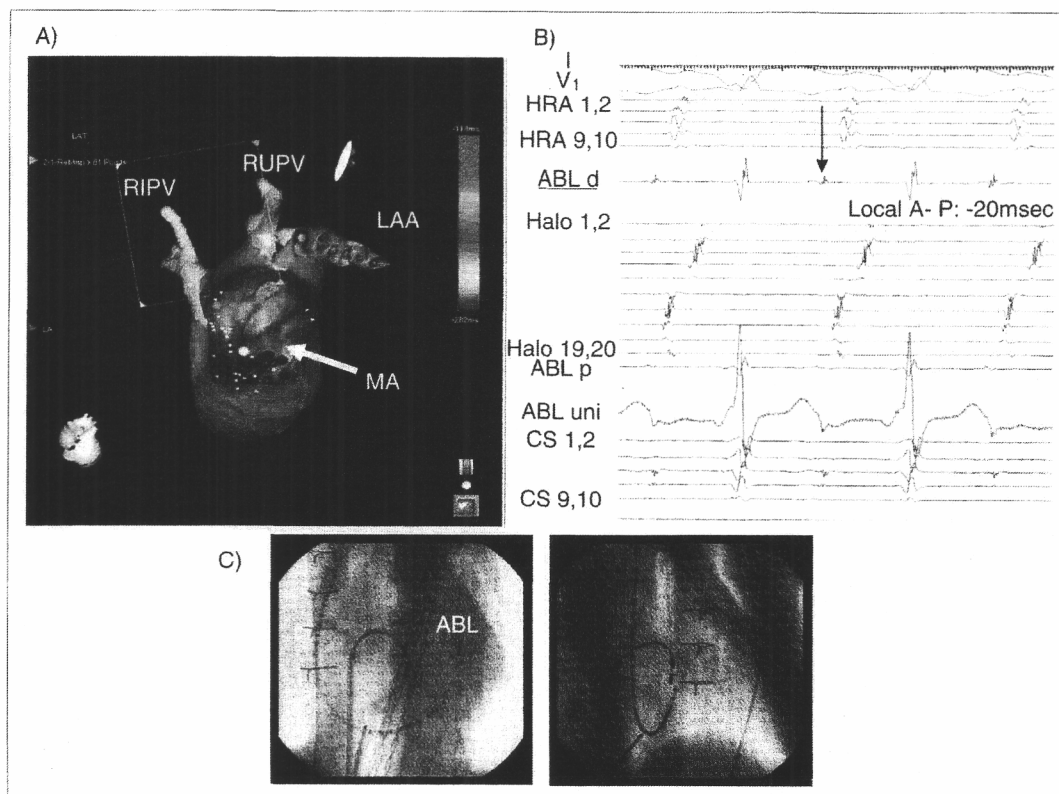 A)
LAT
RIPV
RUPV
LAA
MA
B)
I
V1
HRA 1,2
HRA 9,10
ABL d
Local A- P: -20msec
Halo 1,2
Halo 19,20
ABL p
ABL uni
CS 1,2
CS 9,10
C)
ABL